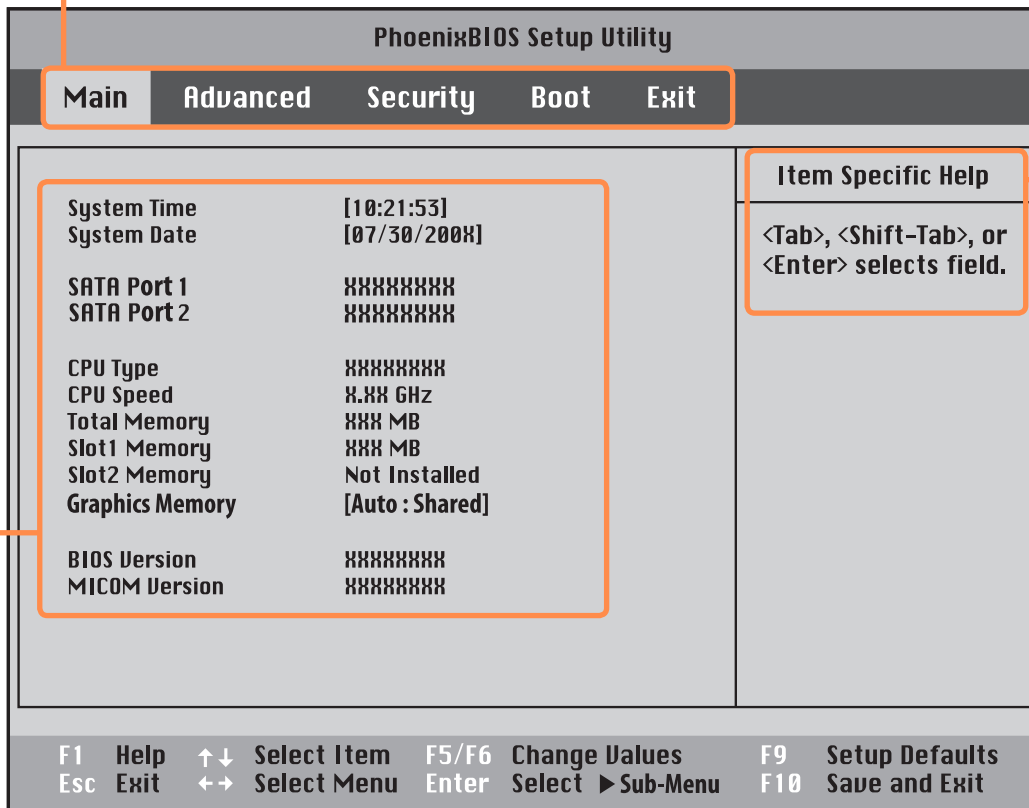 PhoenixBIOS Setup Utility
Main Advanced Security Boot Exit
Item Specific Help
<Tab>, <Shift-Tab>, or
<Enter> selects field.
System Time [10:21:53]
System Date [07/30/200X]
SATA Port 1 XXXXXXXX
SATA Port 2 XXXXXXXX
CPU Type XXXXXXXX
CPU Speed X.XX GHz
Total Memory XXX MB
Slot1 Memory XXX MB
Slot2 Memory Not Installed
Graphics Memory [Auto : Shared]
BIOS Version XXXXXXXX
MICOM Version XXXXXXXX
F1 Help ↑↓ Select Item F5/F6 Change Values F9 Setup Defaults
Esc Exit ←→ Select Menu Enter Select ▶ Sub-Menu F10 Save and Exit